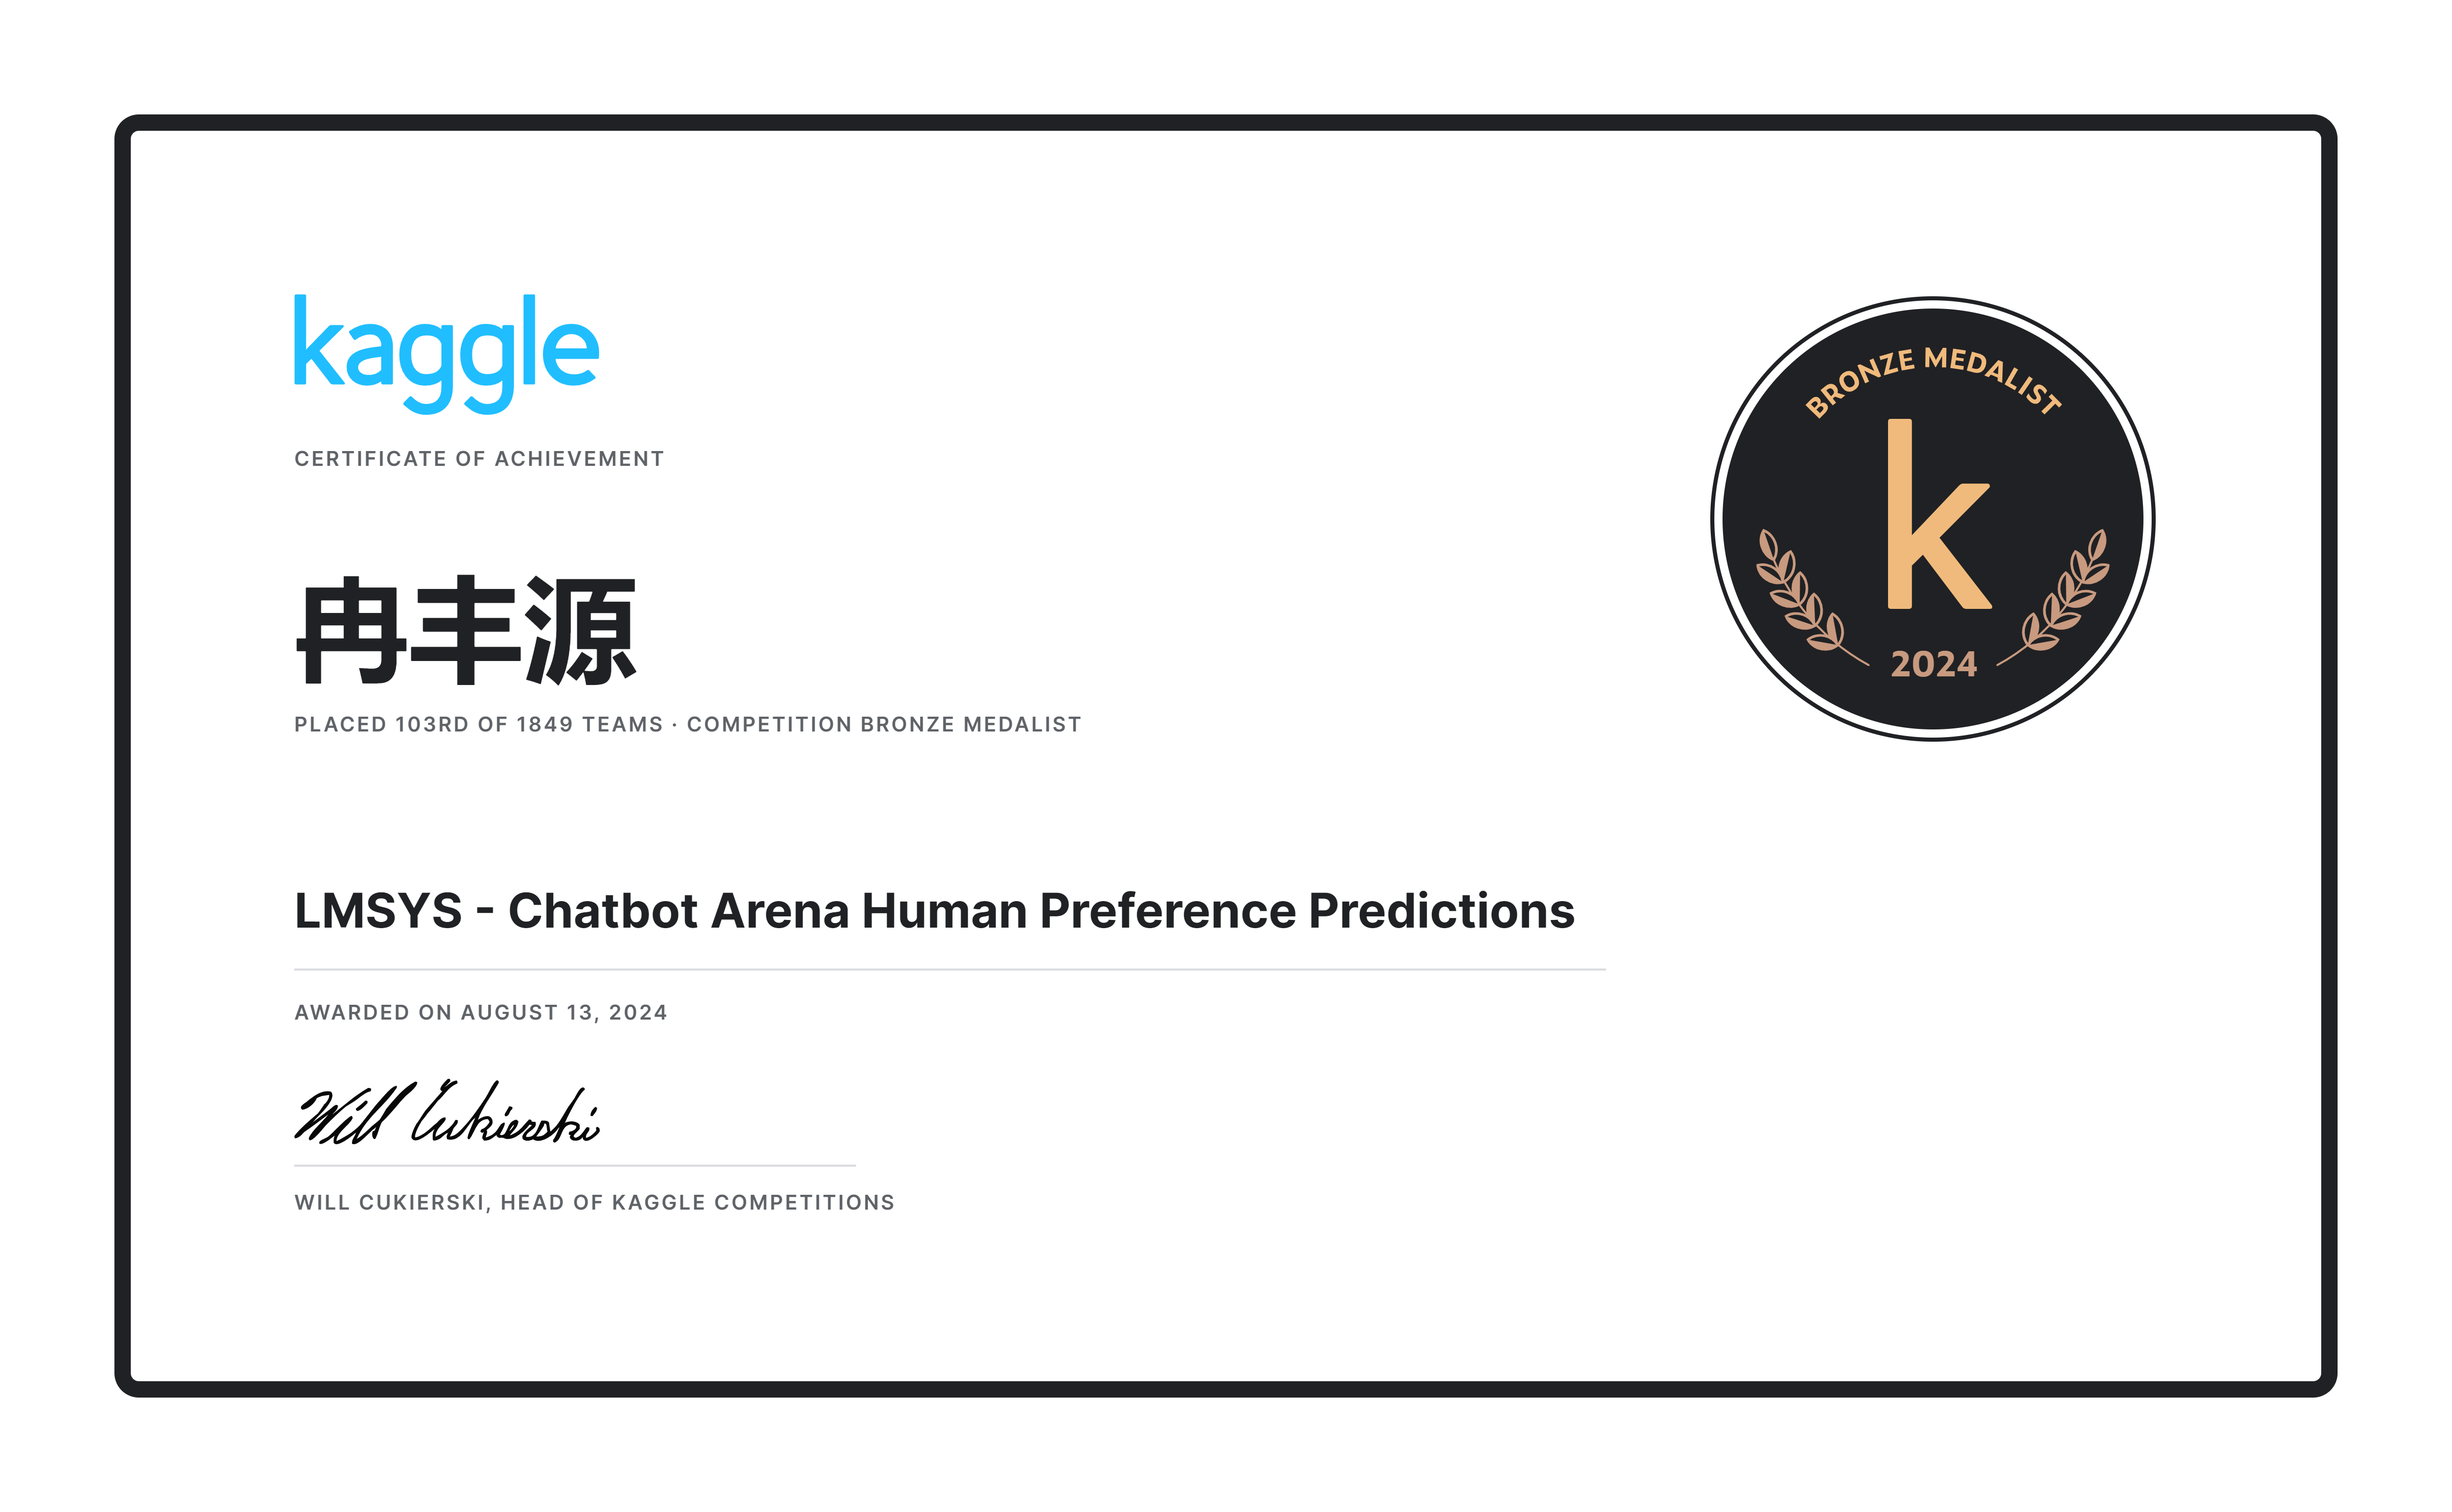 kaggle
CERTIFICATE OF ACHIEVEMENT
冉丰源
PLACED 103RD OF 1849 TEAMS · COMPETITION BRONZE MEDALIST
BRONZE MEDALIST
k
2024
LMSYS - Chatbot Arena Human Preference Predictions
AWARDED ON AUGUST 13, 2024
Will Cukierski
WILL CUKIERSKI, HEAD OF KAGGLE COMPETITIONS